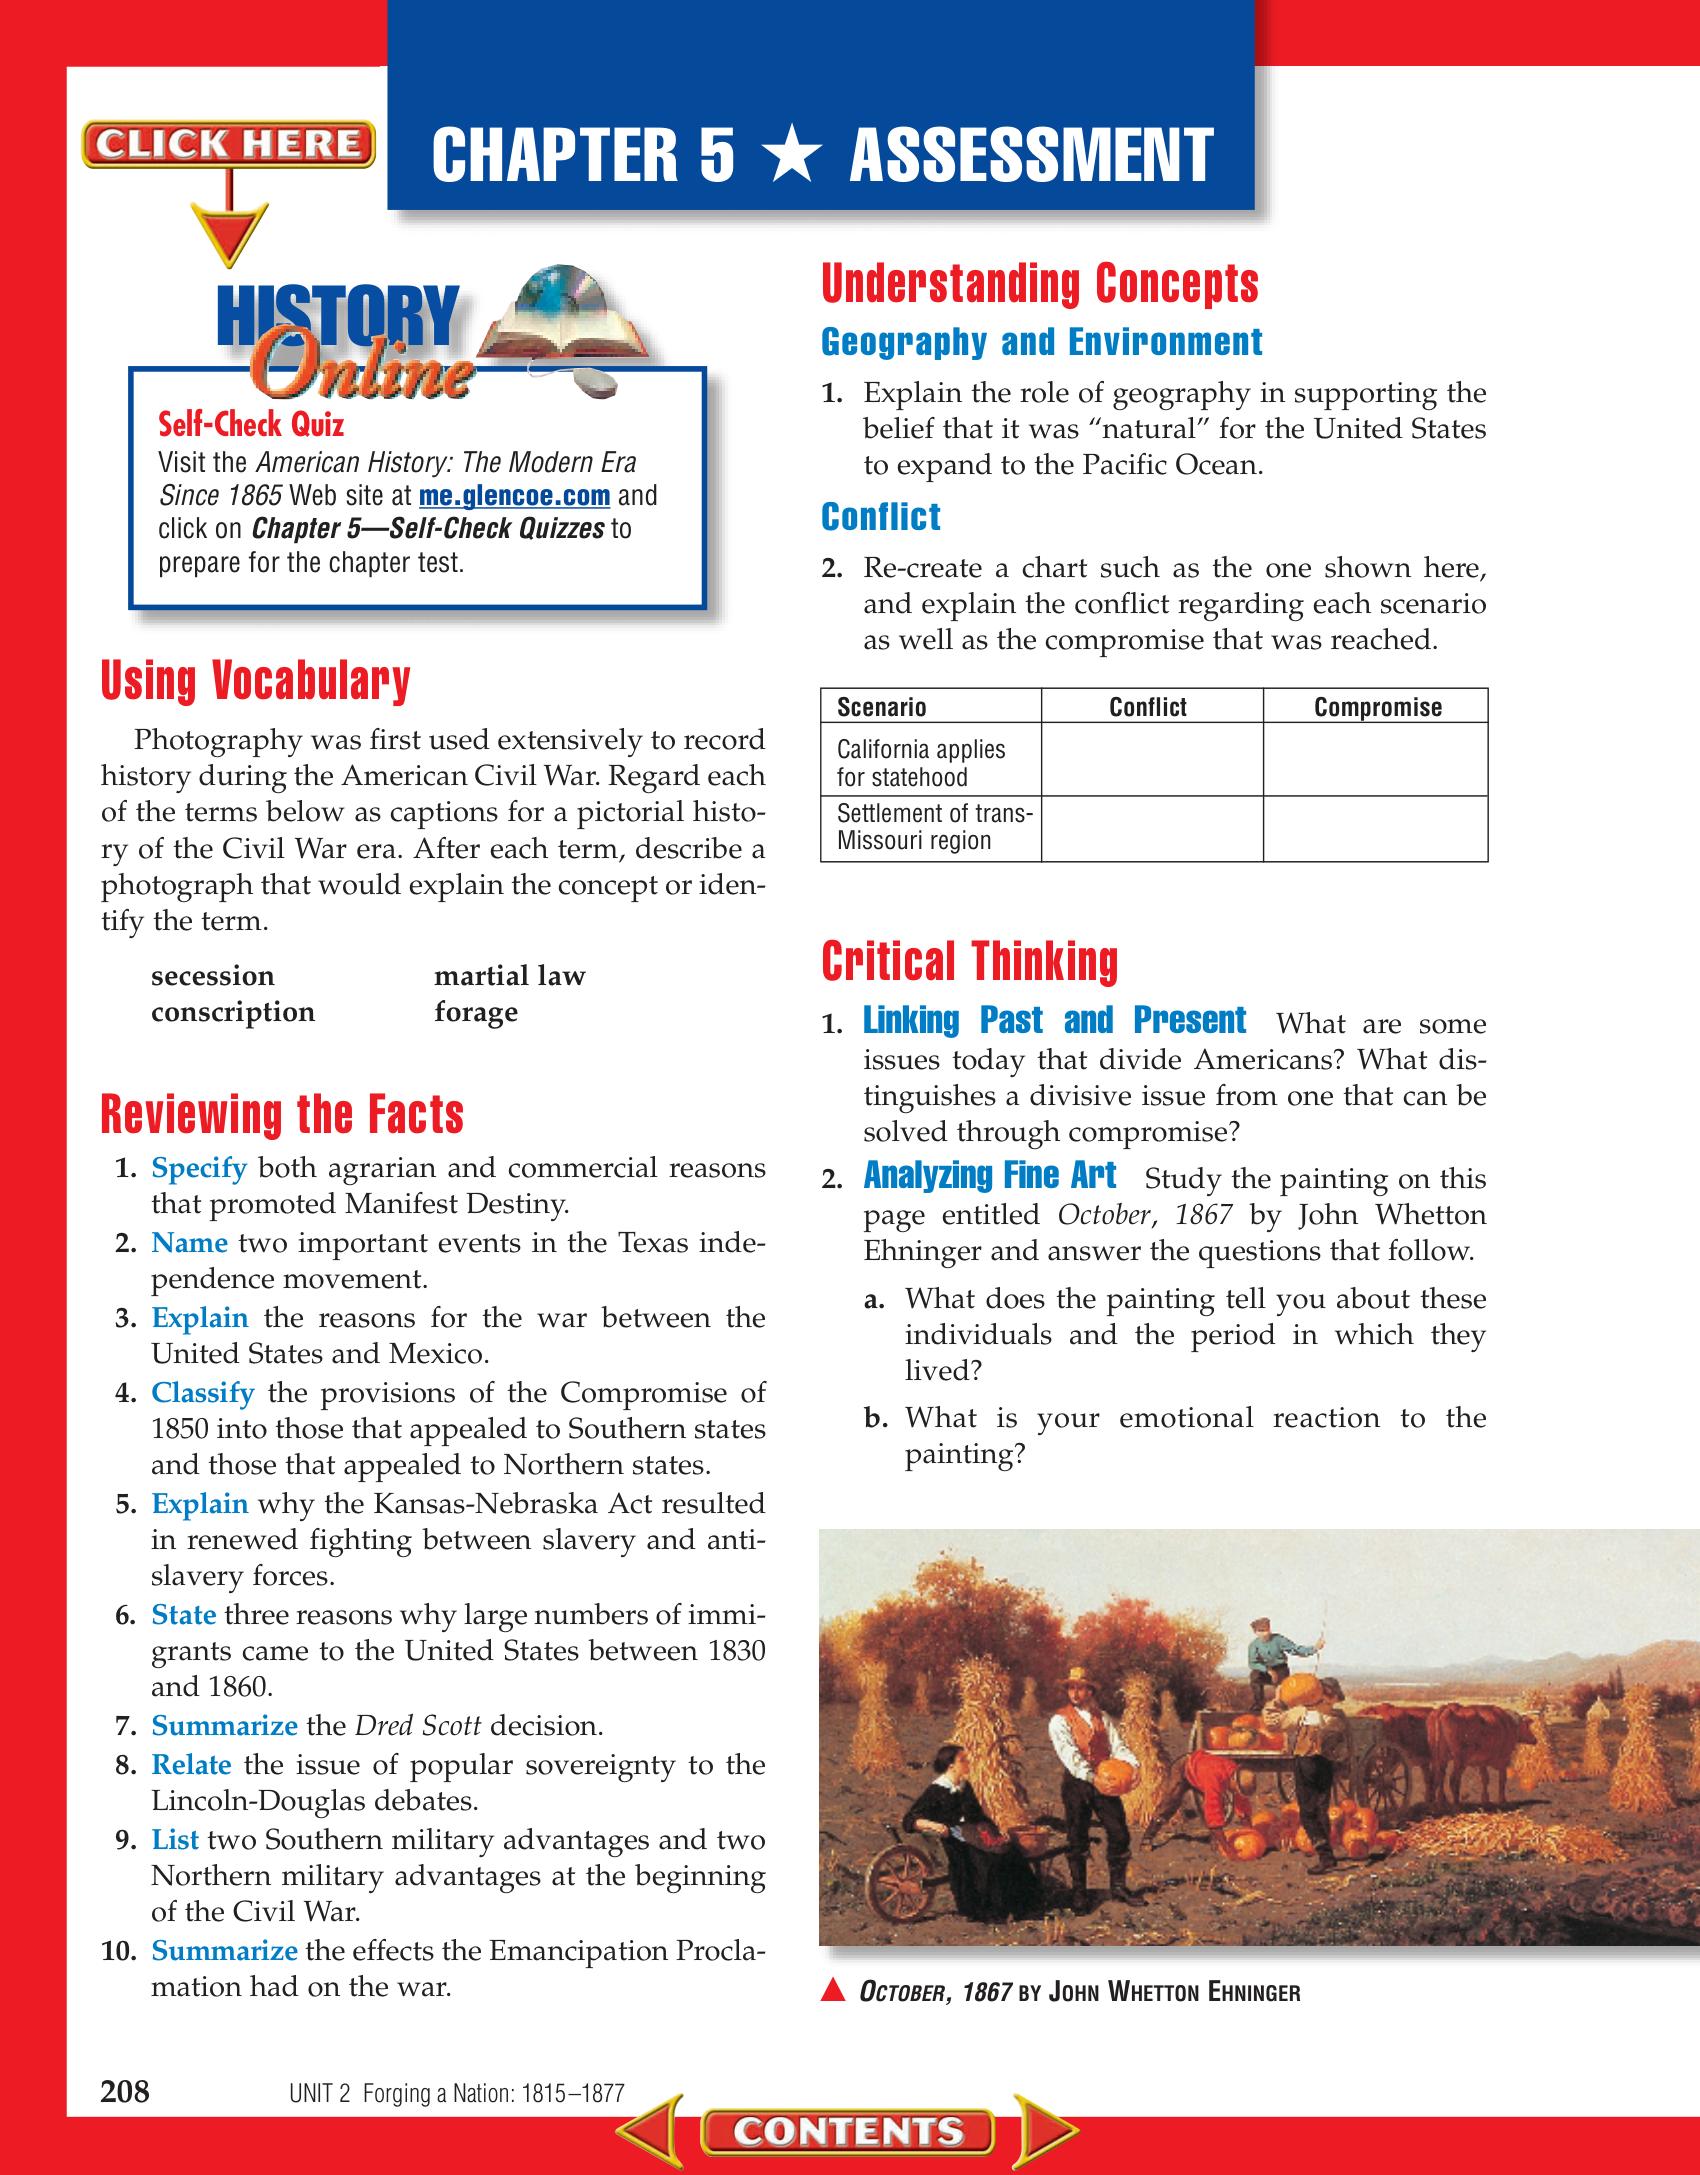 CLICK HERE
CHAPTER 5 ★ ASSESSMENT
HISTORY
Online
Self-Check Quiz
Visit the American History: The Modern Era
Since 1865 Web site at me.glencoe.com and
click on Chapter 5—Self-Check Quizzes to
prepare for the chapter test.
Using Vocabulary
Photography was first used extensively to record
history during the American Civil War. Regard each
of the terms below as captions for a pictorial histo-
ry of the Civil War era. After each term, describe a
photograph that would explain the concept or iden-
tify the term.
secession martial law
conscription forage
Reviewing the Facts
1. Specify both agrarian and commercial reasons
that promoted Manifest Destiny.
2. Name two important events in the Texas inde-
pendence movement.
3. Explain the reasons for the war between the
United States and Mexico.
4. Classify the provisions of the Compromise of
1850 into those that appealed to Southern states
and those that appealed to Northern states.
5. Explain why the Kansas-Nebraska Act resulted
in renewed fighting between slavery and anti-
slavery forces.
6. State three reasons why large numbers of immi-
grants came to the United States between 1830
and 1860.
7. Summarize the Dred Scott decision.
8. Relate the issue of popular sovereignty to the
Lincoln-Douglas debates.
9. List two Southern military advantages and two
Northern military advantages at the beginning
of the Civil War.
10. Summarize the effects the Emancipation Procla-
mation had on the war.
Understanding Concepts
Geography and Environment
1. Explain the role of geography in supporting the
belief that it was “natural” for the United States
to expand to the Pacific Ocean.
Conflict
2. Re-create a chart such as the one shown here,
and explain the conflict regarding each scenario
as well as the compromise that was reached.
Scenario Conflict Compromise
California applies
for statehood
Settlement of trans-
Missouri region
Critical Thinking
1. Linking Past and Present What are some
issues today that divide Americans? What dis-
tinguishes a divisive issue from one that can be
solved through compromise?
2. Analyzing Fine Art Study the painting on this
page entitled October, 1867 by John Whetton
Ehninger and answer the questions that follow.
a. What does the painting tell you about these
individuals and the period in which they
lived?
b. What is your emotional reaction to the
painting?
▲ OCTOBER, 1867 BY JOHN WHETTON EHNINGER
208 UNIT 2 Forging a Nation: 1815–1877
CONTENTS